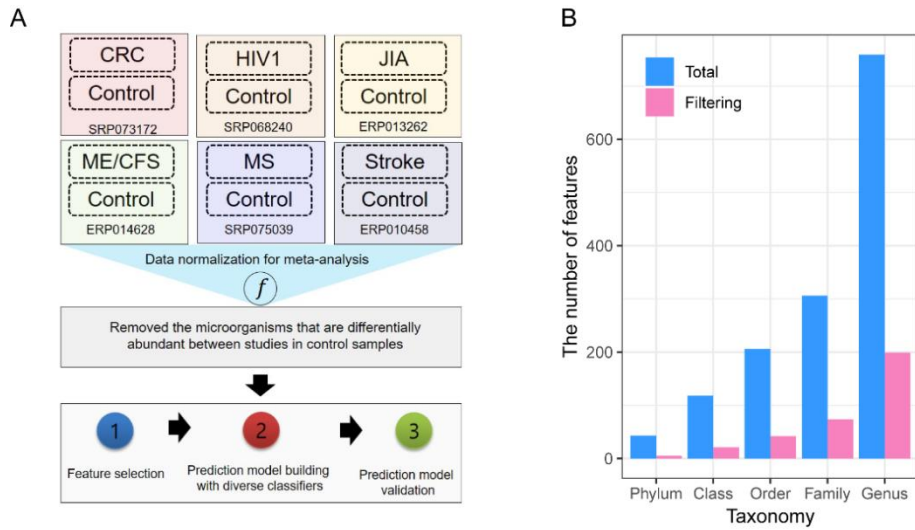 A
CRC
Control
SRP073172
HIV1
Control
SRP068240
JIA
Control
ERP013262
ME/CFS
Control
ERP014628
MS
Control
SRP075039
Stroke
Control
ERP010458
Data normalization for meta-analysis
f
Removed the microorganisms that are differentially
abundant between studies in control samples
1
Feature selection
2
Prediction model building
with diverse classifiers
3
Prediction model
validation
B
The number of features
600
400
200
0
Total
Filtering
Phylum Class Order Family Genus
Taxonomy